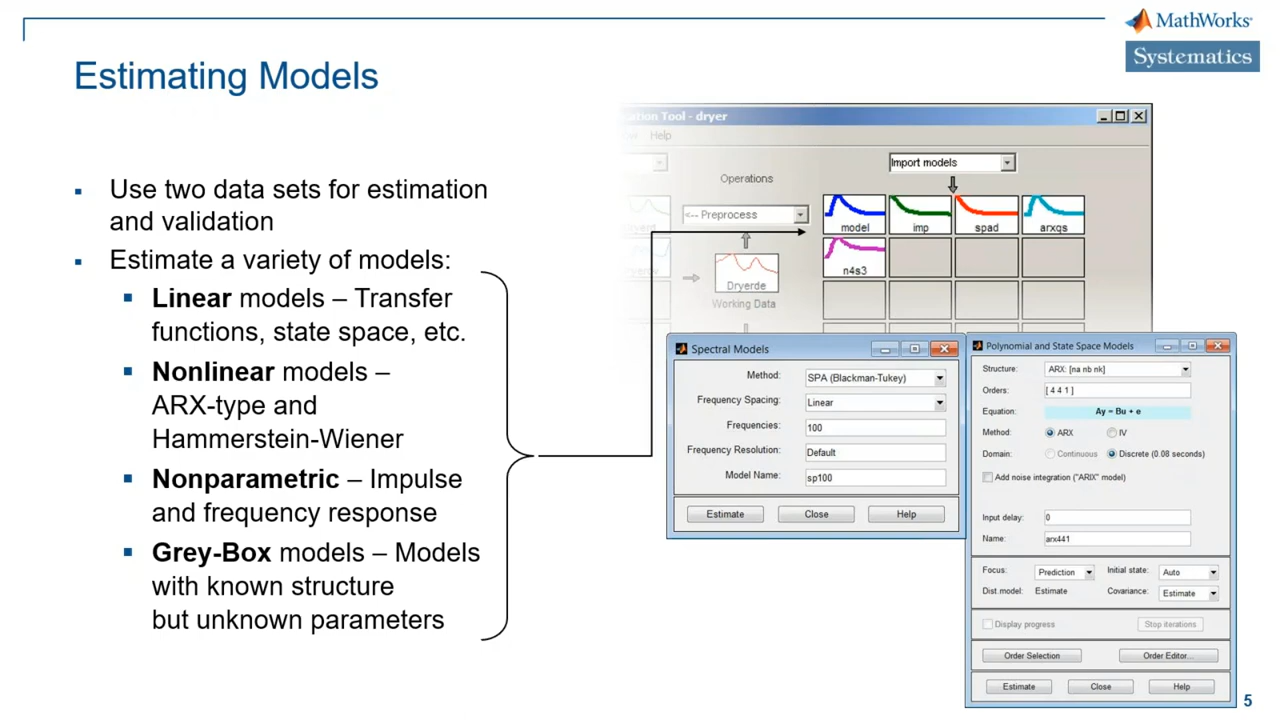 MathWorks
Systematics
Estimating Models
▪ Use two data sets for estimation
and validation
▪ Estimate a variety of models:
▪ Linear models – Transfer
functions, state space, etc.
▪ Nonlinear models –
ARX-type and
Hammerstein-Wiener
▪ Nonparametric – Impulse
and frequency response
▪ Grey-Box models – Models
with known structure
but unknown parameters
cation Tool - dryer
Help
Import models
Operations
<-- Preprocess
model imp spad arxqs
n4s3
Dryerde
Working Data
Spectral Models
Method: SPA (Blackman-Tukey)
Frequency Spacing: Linear
Frequencies: 100
Frequency Resolution: Default
Model Name: sp100
Estimate Close Help
Polynomial and State Space Models
Structure: ARX: [na nb nk]
Orders: [ 4 4 1 ]
Equation: Ay = Bu + e
Method: ARX IV
Domain: Continuous Discrete (0.08 seconds)
Add noise integration ("ARIX" model)
Input delay: 0
Name: arx441
Focus: Prediction Initial state: Auto
Dist.model: Estimate Covariance: Estimate
Display progress Stop iterations
Order Selection Order Editor...
Estimate Close Help
5